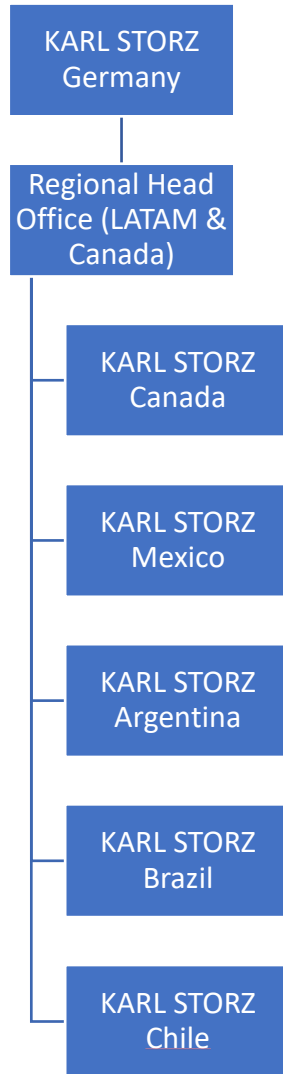 KARL STORZ
Germany
Regional Head
Office (LATAM &
Canada)
KARL STORZ
Canada
KARL STORZ
Mexico
KARL STORZ
Argentina
KARL STORZ
Brazil
KARL STORZ
Chile